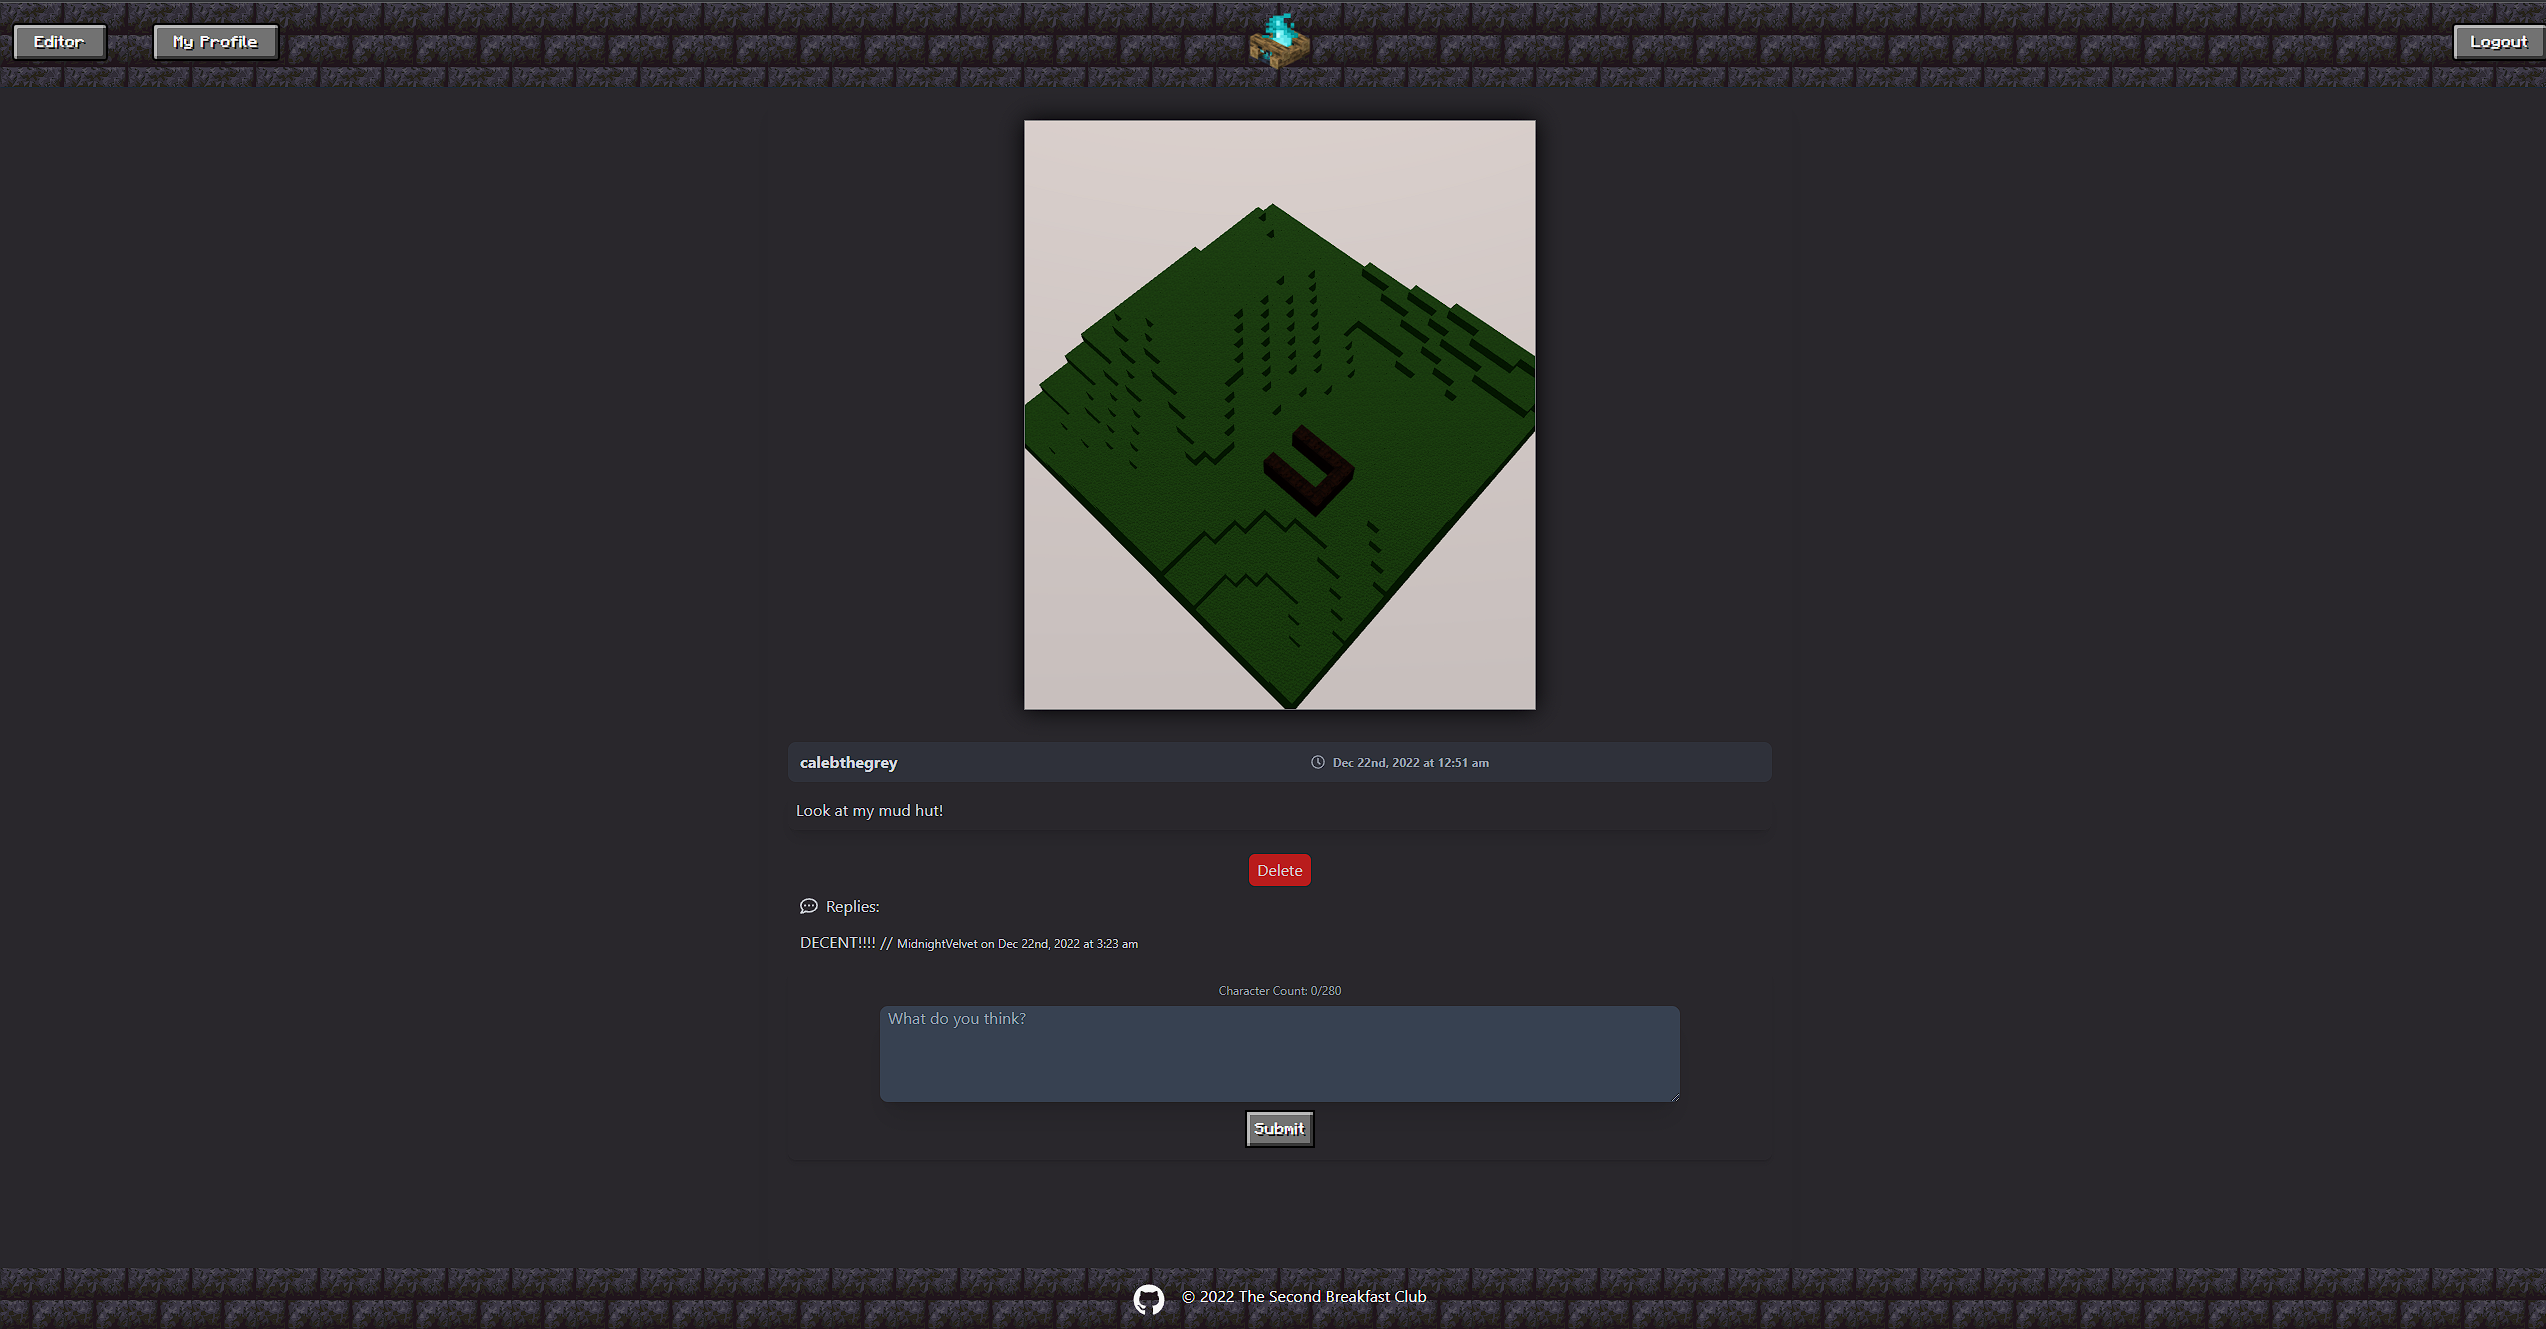 Editor
My Profile
Logout
calebthegrey
Dec 22nd, 2022 at 12:51 am
Look at my mud hut!
Delete
Replies:
DECENT!!!! // MidnightVelvet on Dec 22nd, 2022 at 3:23 am
Character Count: 0/280
What do you think?
Submit
© 2022 The Second Breakfast Club